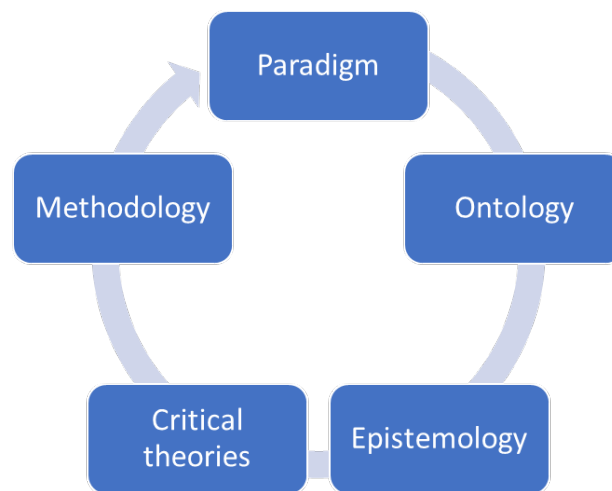 Paradigm
Ontology
Epistemology
Critical
theories
Methodology